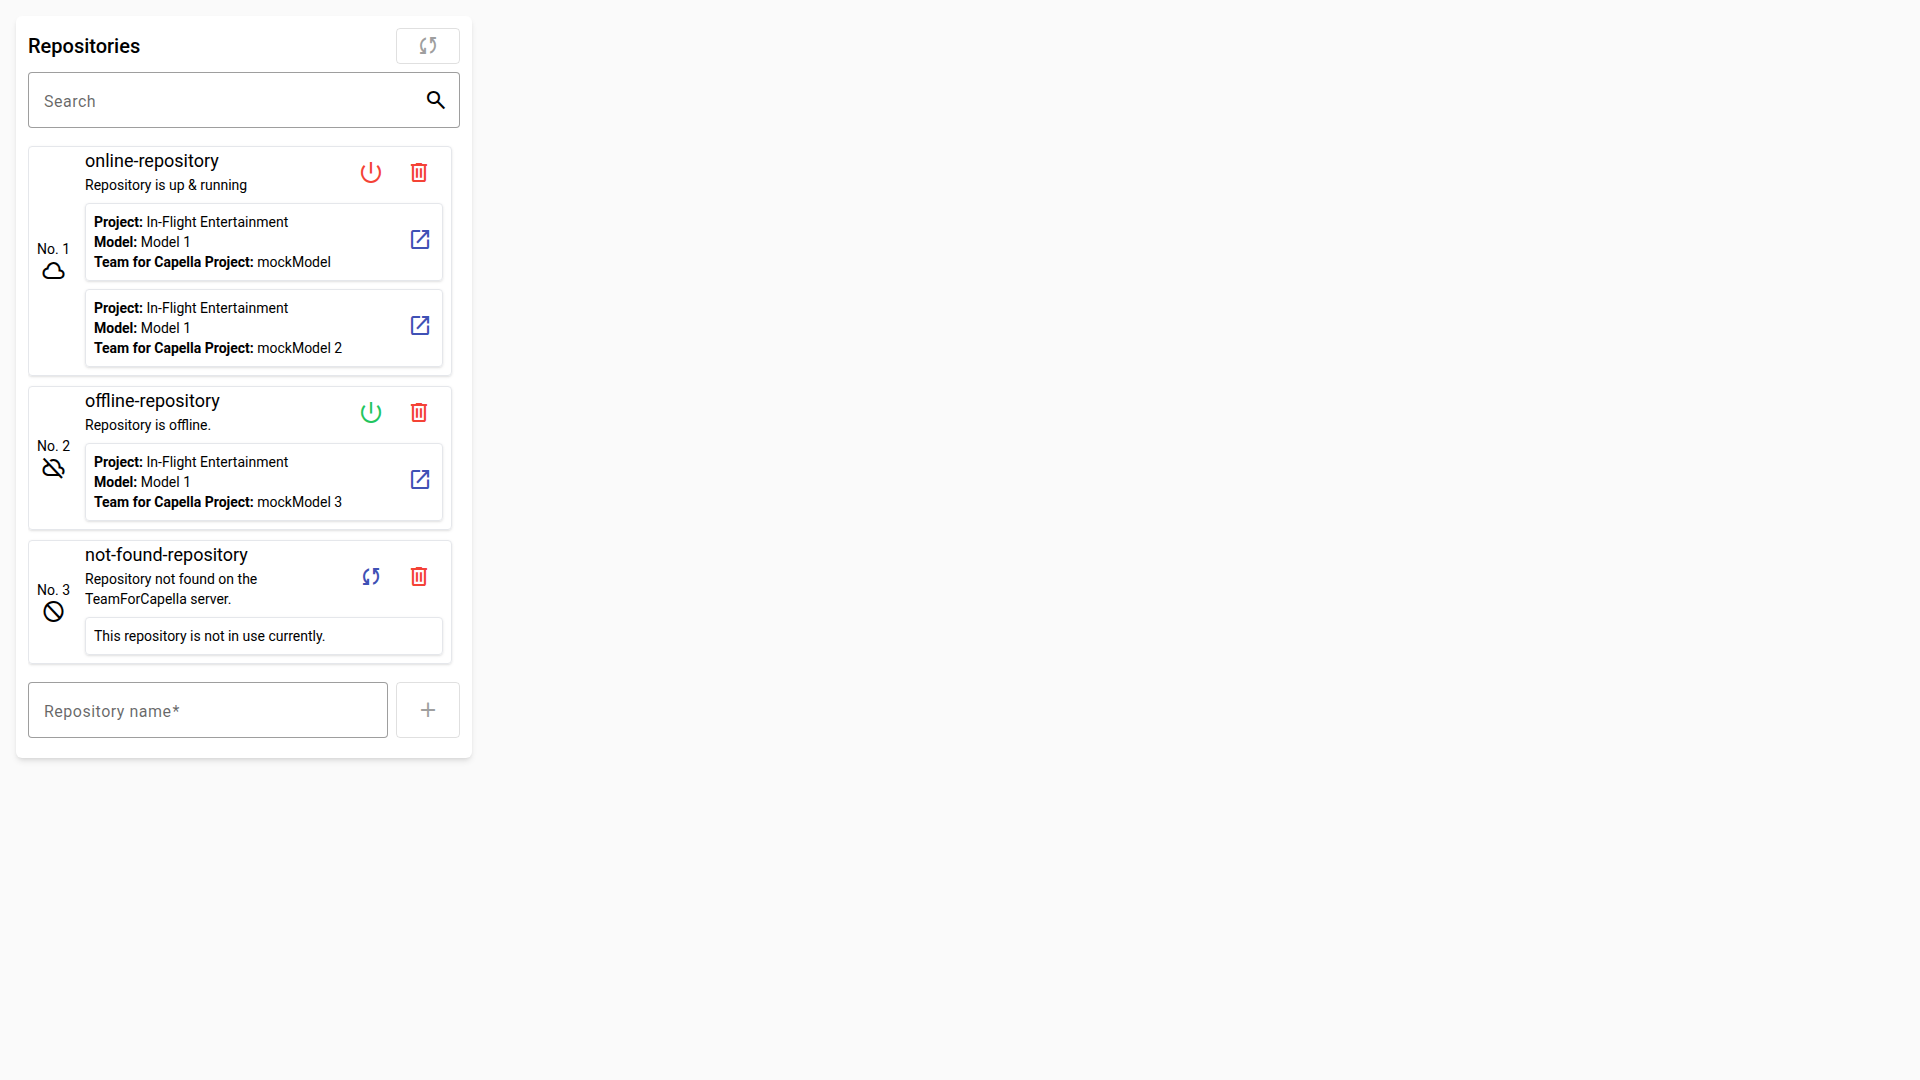 Repositories
Search
online-repository
Repository is up & running
No. 1
Project: In-Flight Entertainment
Model: Model 1
Team for Capella Project: mockModel
Project: In-Flight Entertainment
Model: Model 1
Team for Capella Project: mockModel 2
offline-repository
Repository is offline.
No. 2
Project: In-Flight Entertainment
Model: Model 1
Team for Capella Project: mockModel 3
not-found-repository
Repository not found on the
TeamForCapella server.
No. 3
This repository is not in use currently.
Repository name*